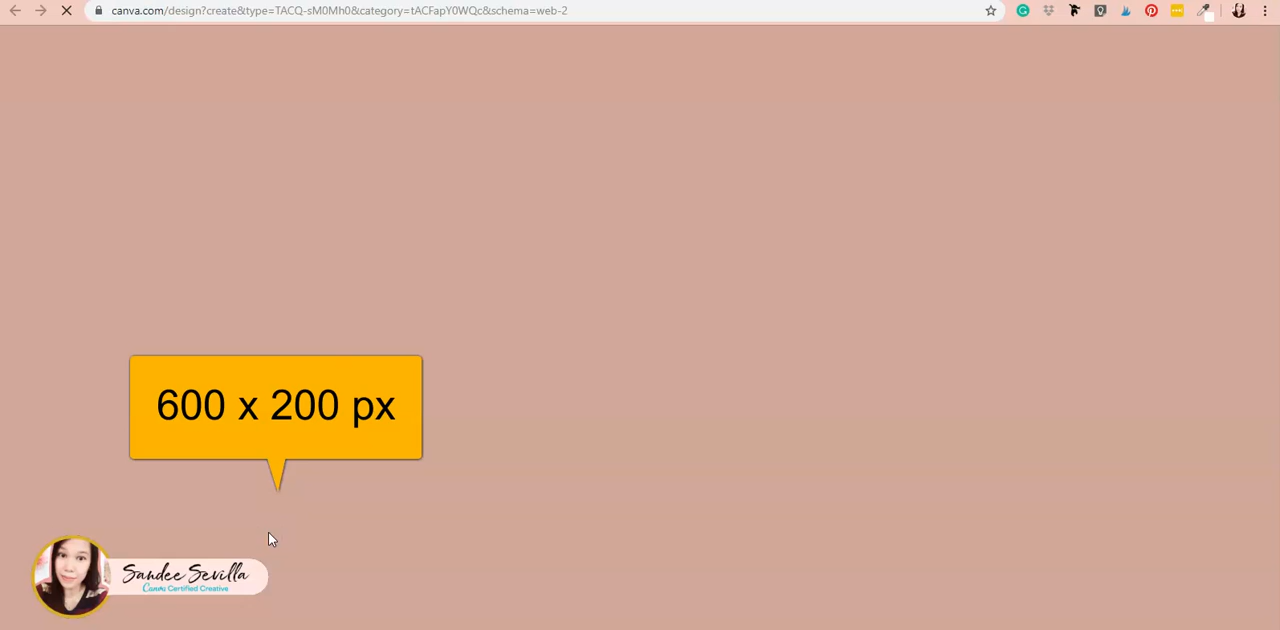 canva.com/design?create&type=TACQ-sM0Mh0&category=tACFapY0WQc&schema=web-2
600 x 200 px
Sandee Sevilla
Canva Certified Creative